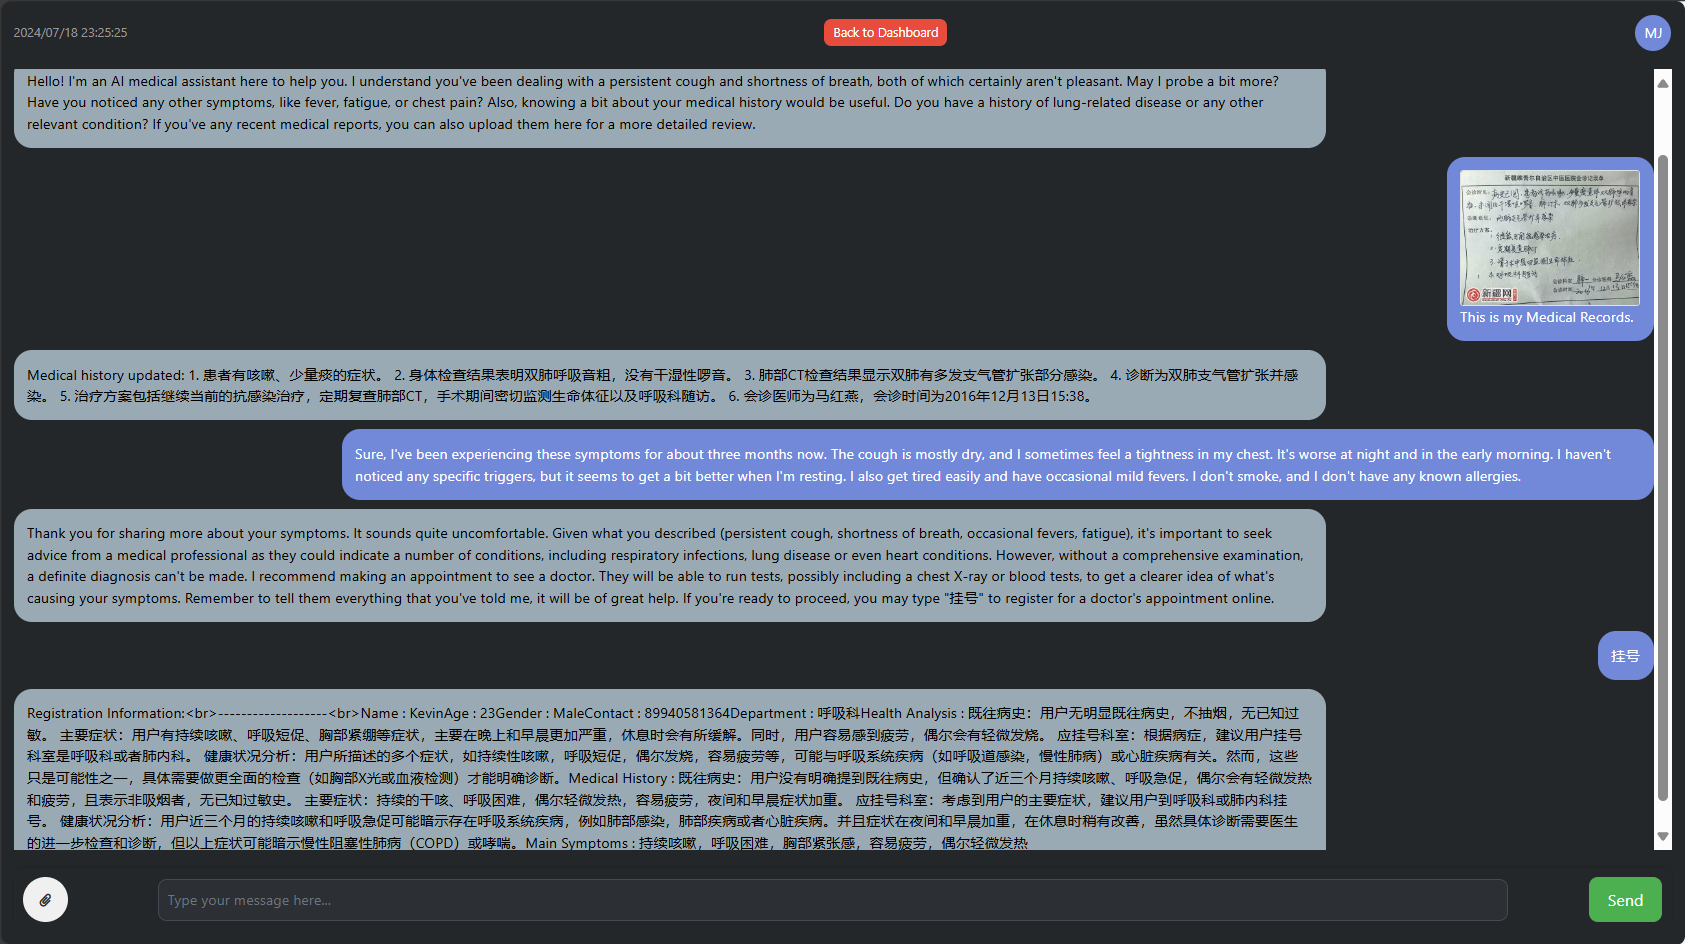 2024/07/18 23:25:25
Back to Dashboard
MJ
Hello! I'm an AI medical assistant here to help you. I understand you've been dealing with a persistent cough and shortness of breath, both of which certainly aren't pleasant. May I probe a bit more?
Have you noticed any other symptoms, like fever, fatigue, or chest pain? Also, knowing a bit about your medical history would be useful. Do you have a history of lung-related disease or any other
relevant condition? If you've any recent medical reports, you can also upload them here for a more detailed review.
新疆维吾尔自治区中医医院会诊记录单
新疆网
This is my Medical Records.
Medical history updated: 1. 患者有咳嗽、少量痰的症状。 2. 身体检查结果表明双肺呼吸音粗，没有干湿性啰音。 3. 肺部CT检查结果显示双肺有多发支气管扩张部分感染。 4. 诊断为双肺支气管扩张并感
染。 5. 治疗方案包括继续当前的抗感染治疗，定期复查肺部CT，手术期间密切监测生命体征以及呼吸科随访。 6. 会诊医师为马红燕，会诊时间为2016年12月13日15:38。
Sure, I've been experiencing these symptoms for about three months now. The cough is mostly dry, and I sometimes feel a tightness in my chest. It's worse at night and in the early morning. I haven't
noticed any specific triggers, but it seems to get a bit better when I'm resting. I also get tired easily and have occasional mild fevers. I don't smoke, and I don't have any known allergies.
Thank you for sharing more about your symptoms. It sounds quite uncomfortable. Given what you described (persistent cough, shortness of breath, occasional fevers, fatigue), it's important to seek
advice from a medical professional as they could indicate a number of conditions, including respiratory infections, lung disease or even heart conditions. However, without a comprehensive examination,
a definite diagnosis can't be made. I recommend making an appointment to see a doctor. They will be able to run tests, possibly including a chest X-ray or blood tests, to get a clearer idea of what's
causing your symptoms. Remember to tell them everything that you've told me, it will be of great help. If you're ready to proceed, you may type "挂号" to register for a doctor's appointment online.
挂号
Registration Information:<br>-------------------<br>Name : KevinAge : 23Gender : MaleContact : 89940581364Department : 呼吸科Health Analysis : 既往病史：用户无明显既往病史，不抽烟，无已知过
敏。 主要症状：用户有持续咳嗽、呼吸短促、胸部紧绷等症状，主要在晚上和早晨更加严重，休息时会有所缓解。同时，用户容易感到疲劳，偶尔会有轻微发烧。 应挂号科室：根据病症，建议用户挂号
科室是呼吸科或者肺内科。 健康状况分析：用户所描述的多个症状，如持续性咳嗽，呼吸短促，偶尔发烧，容易疲劳等，可能与呼吸系统疾病（如呼吸道感染，慢性肺病）或心脏疾病有关。然而，这些
只是可能性之一，具体需要做更全面的检查（如胸部X光或血液检测）才能明确诊断。Medical History : 既往病史：用户没有明确提到既往病史，但确认了近三个月持续咳嗽、呼吸急促，偶尔会有轻微发热
和疲劳，且表示非吸烟者，无已知过敏史。 主要症状：持续的干咳、呼吸困难，偶尔轻微发热，容易疲劳，夜间和早晨症状加重。 应挂号科室：考虑到用户的主要症状，建议用户到呼吸科或肺内科挂
号。 健康状况分析：用户近三个月的持续咳嗽和呼吸急促可能暗示存在呼吸系统疾病，例如肺部感染，肺部疾病或者心脏疾病。并且症状在夜间和早晨加重，在休息时稍有改善，虽然具体诊断需要医生
的进一步检查和诊断，但以上症状可能暗示慢性阻塞性肺病（COPD）或哮喘。Main Symptoms : 持续咳嗽，呼吸困难，胸部紧张感，容易疲劳，偶尔轻微发热
Type your message here...
Send